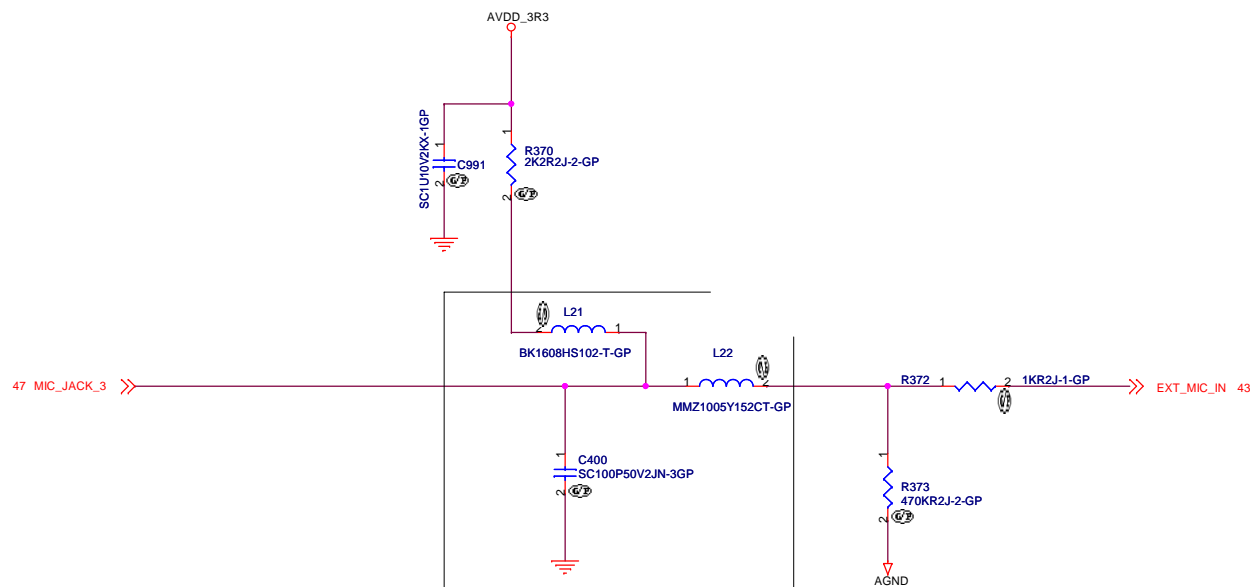 AVDD_3R3
SC1U10V2KX-1GP
1
C991
2
G/P
1
R370
2K2R2J-2-GP
2
G/P
L21
2
1
BK1608HS102-T-GP
L22
47 MIC_JACK_3
1
2
MMZ1005Y152CT-GP
R372
1
2
1KR2J-1-GP
EXT_MIC_IN 43
1
C400
SC100P50V2JN-3GP
2
G/P
1
R373
470KR2J-2-GP
2
G/P
AGND